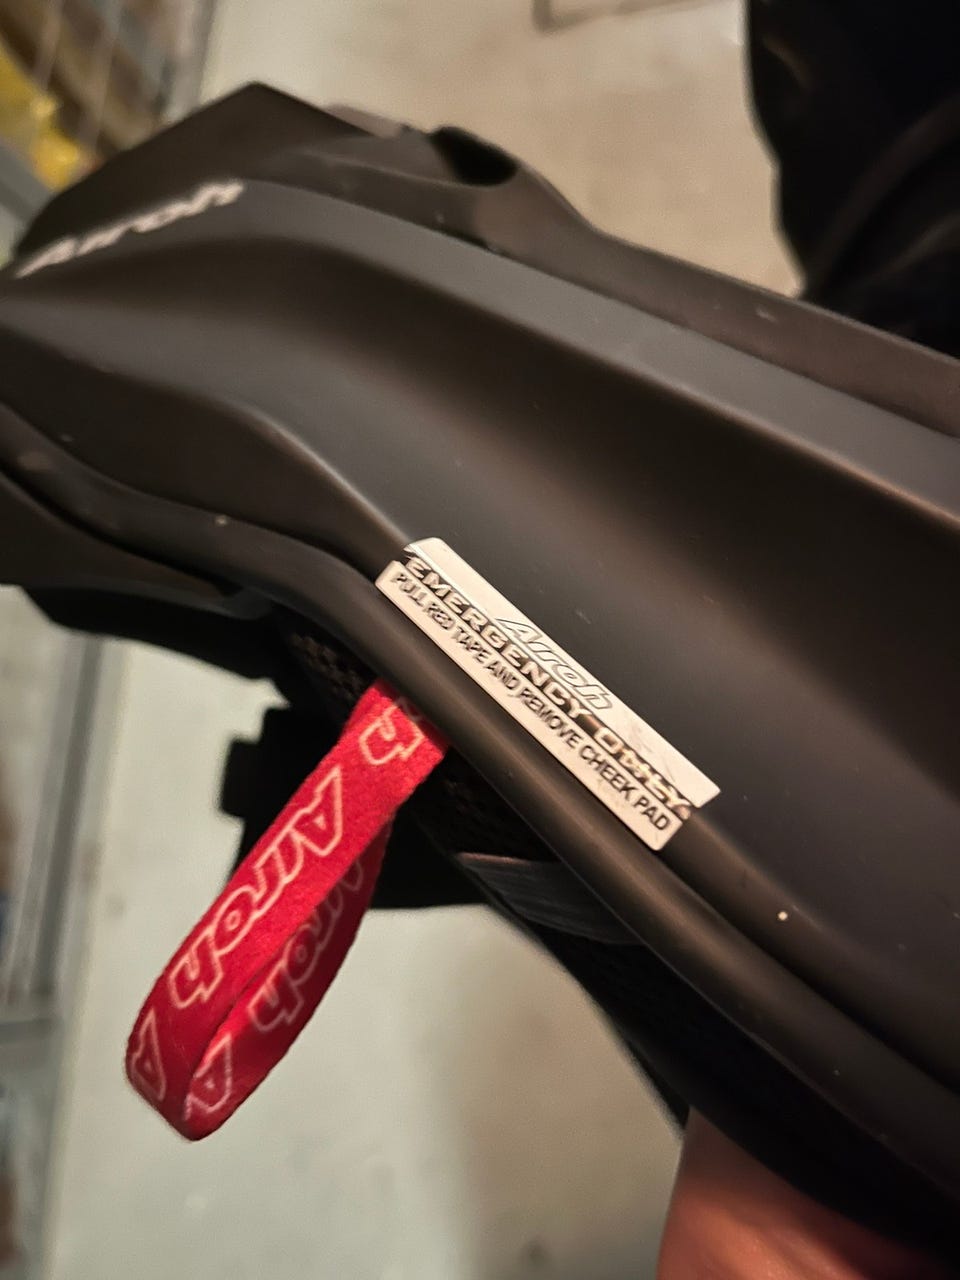 Airoh
Airoh
EMERGENCY ONLY
PULL RED TAPE AND REMOVE CHEEK PAD
h
Airoh
A
Airoh
A